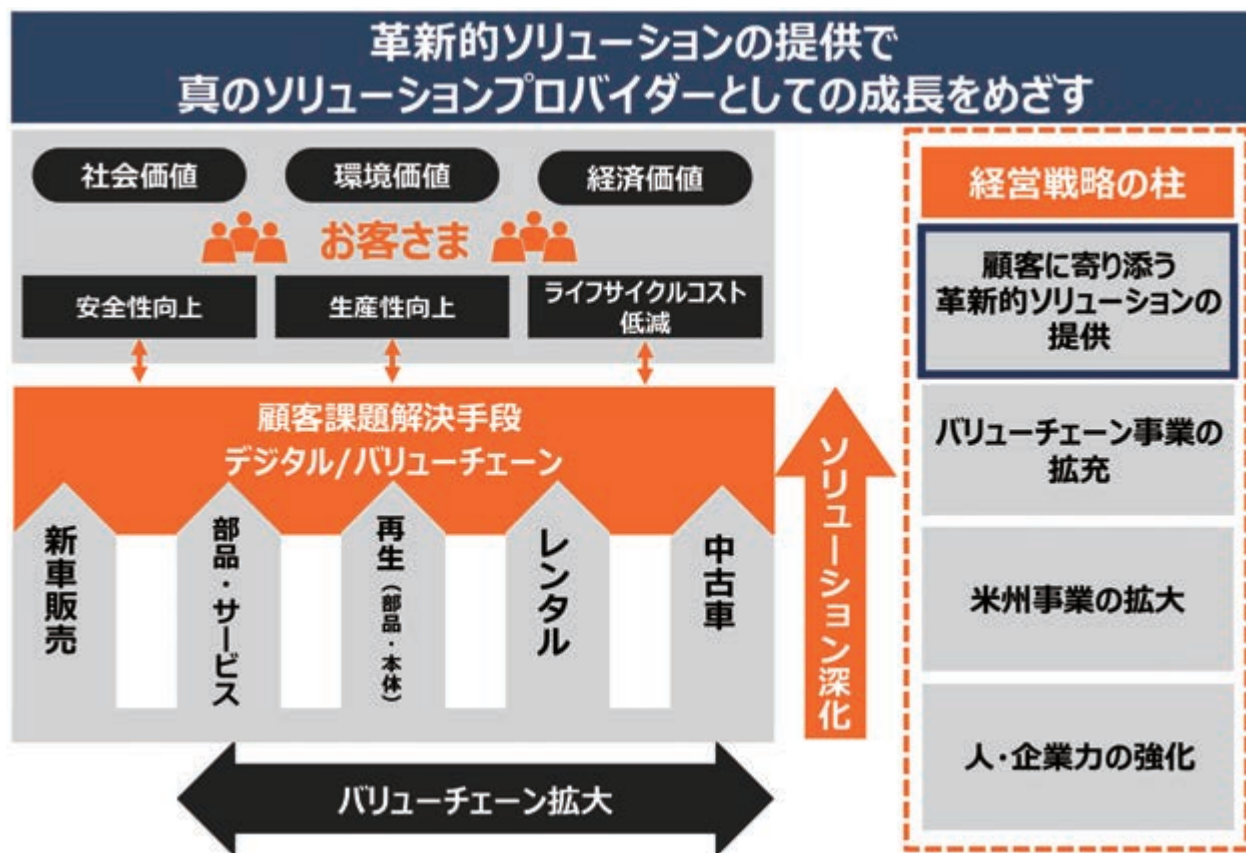 革新的ソリューションの提供で
真のソリューションプロバイダーとしての成長をめざす
社会価値
環境価値
経済価値
お客さま
安全性向上
生産性向上
ライフサイクルコスト
低減
顧客課題解決手段
デジタル/バリューチェーン
新車販売
部品・サービス
再生(部品・本体)
レンタル
中古車
バリューチェーン拡大
ソリューション深化
経営戦略の柱
顧客に寄り添う
革新的ソリューションの
提供
バリューチェーン事業の
拡充
米州事業の拡大
人・企業力の強化